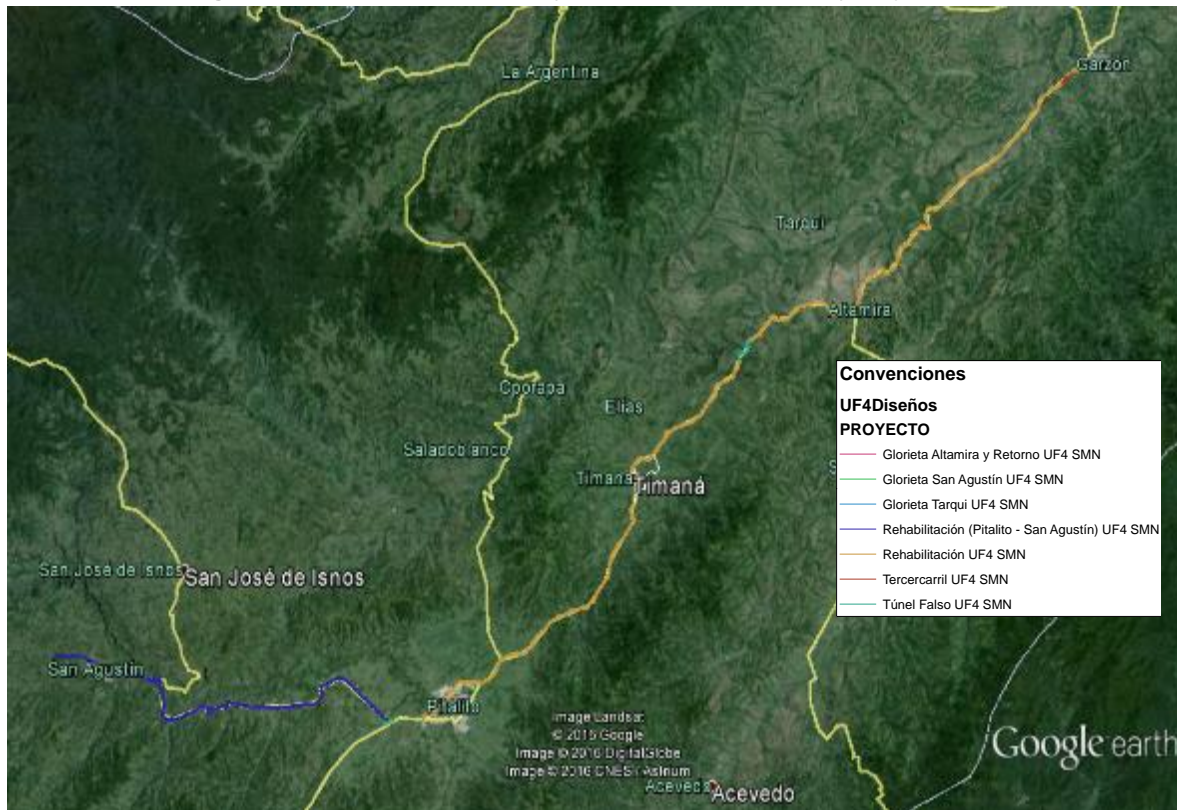 La Argentina
Garzón
Tarqui
Altamira
Oporapa
Elías
Saladoblanco
Timaná
Timaná
San José de Isnos
San José de Isnos
San Agustín
Pitalito
Acevedo
Acevedo
Convenciones
UF4Diseños
PROYECTO
Glorieta Altamira y Retorno UF4 SMN
Glorieta San Agustín UF4 SMN
Glorieta Tarqui UF4 SMN
Rehabilitación (Pitalito - San Agustín) UF4 SMN
Rehabilitación UF4 SMN
Tercercarril UF4 SMN
Túnel Falso UF4 SMN
Image Landsat
© 2015 Google
Image © 2016 DigitalGlobe
Image © 2016 CNES / Astrium
Google earth